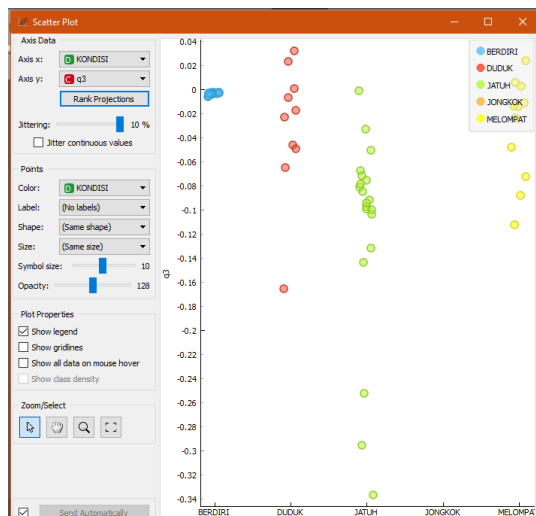 Scatter Plot
Axis Data
Axis x: D KONDISI
Axis y: C q3
Rank Projections
Jittering: 10 %
Jitter continuous values
Points
Color: D KONDISI
Label: (No labels)
Shape: (Same shape)
Size: (Same size)
Symbol size: 10
Opacity: 128
Plot Properties
Show legend
Show gridlines
Show all data on mouse hover
Show class density
Zoom/Select
Send Automatically
q3
0.04
0.02
0
-0.02
-0.04
-0.06
-0.08
-0.1
-0.12
-0.14
-0.16
-0.18
-0.2
-0.22
-0.24
-0.26
-0.28
-0.3
-0.32
-0.34
BERDIRI DUDUK JATUH JONGKOK MELOMPAT
BERDIRI
DUDUK
JATUH
JONGKOK
MELOMPAT